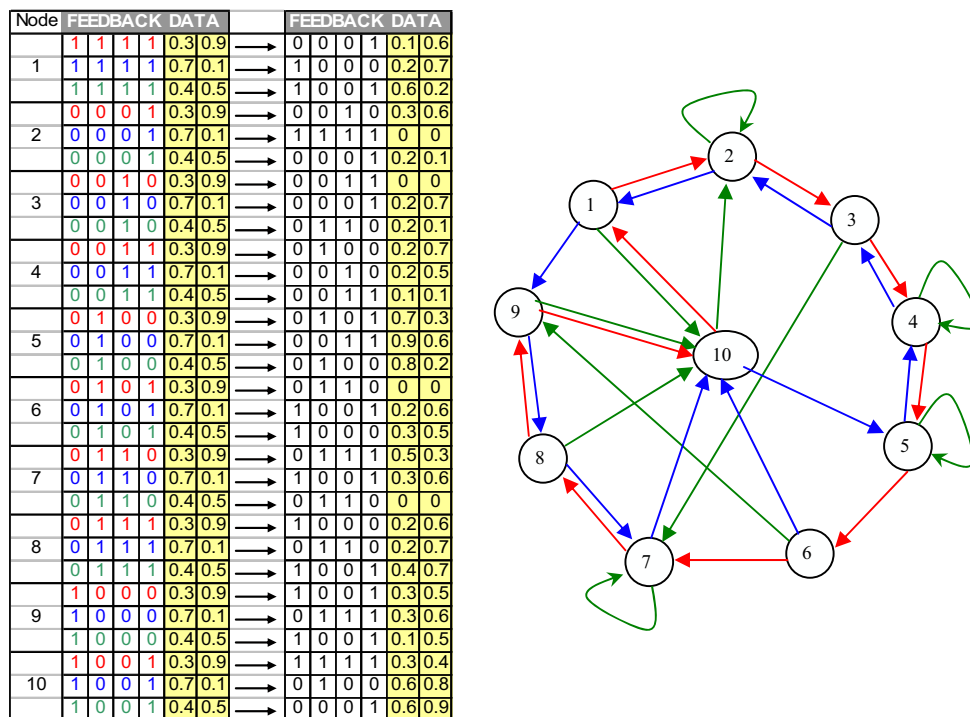 Node FEEDBACK DATA FEEDBACK DATA
1 1 1 1 0.3 0.9 0 0 0 1 0.1 0.6
1 1 1 1 1 0.7 0.1 1 0 0 0 0.2 0.7
1 1 1 1 0.4 0.5 1 0 0 1 0.6 0.2
0 0 0 1 0.3 0.9 0 0 1 0 0.3 0.6
2 0 0 0 1 0.7 0.1 1 1 1 1 0 0
0 0 0 1 0.4 0.5 0 0 0 1 0.2 0.1
0 0 1 0 0.3 0.9 0 0 1 1 0 0
3 0 0 1 0 0.7 0.1 0 0 0 1 0.2 0.7
0 0 1 0 0.4 0.5 0 1 1 0 0.2 0.1
0 0 1 1 0.3 0.9 0 1 0 0 0.2 0.7
4 0 0 1 1 0.7 0.1 0 0 1 0 0.2 0.5
0 0 1 1 0.4 0.5 0 0 1 1 0.1 0.1
0 1 0 0 0.3 0.9 0 1 0 1 0.7 0.3
5 0 1 0 0 0.7 0.1 0 0 1 1 0.9 0.6
0 1 0 0 0.4 0.5 0 1 0 0 0.8 0.2
0 1 0 1 0.3 0.9 0 1 1 0 0 0
6 0 1 0 1 0.7 0.1 1 0 0 1 0.2 0.6
0 1 0 1 0.4 0.5 1 0 0 0 0.3 0.5
0 1 1 0 0.3 0.9 0 1 1 1 0.5 0.3
7 0 1 1 0 0.7 0.1 1 0 0 1 0.3 0.6
0 1 1 0 0.4 0.5 0 1 1 0 0 0
0 1 1 1 0.3 0.9 1 0 0 0 0.2 0.6
8 0 1 1 1 0.7 0.1 0 1 1 0 0.2 0.7
0 1 1 1 0.4 0.5 1 0 0 1 0.4 0.7
1 0 0 0 0.3 0.9 1 0 0 1 0.3 0.5
9 1 0 0 0 0.7 0.1 0 1 1 1 0.3 0.6
1 0 0 0 0.4 0.5 1 0 0 1 0.1 0.5
1 0 0 1 0.3 0.9 1 1 1 1 0.3 0.4
10 1 0 0 1 0.7 0.1 0 1 0 0 0.6 0.8
1 0 0 1 0.4 0.5 0 0 0 1 0.6 0.9
2
1
3
9
4
10
5
8
6
7